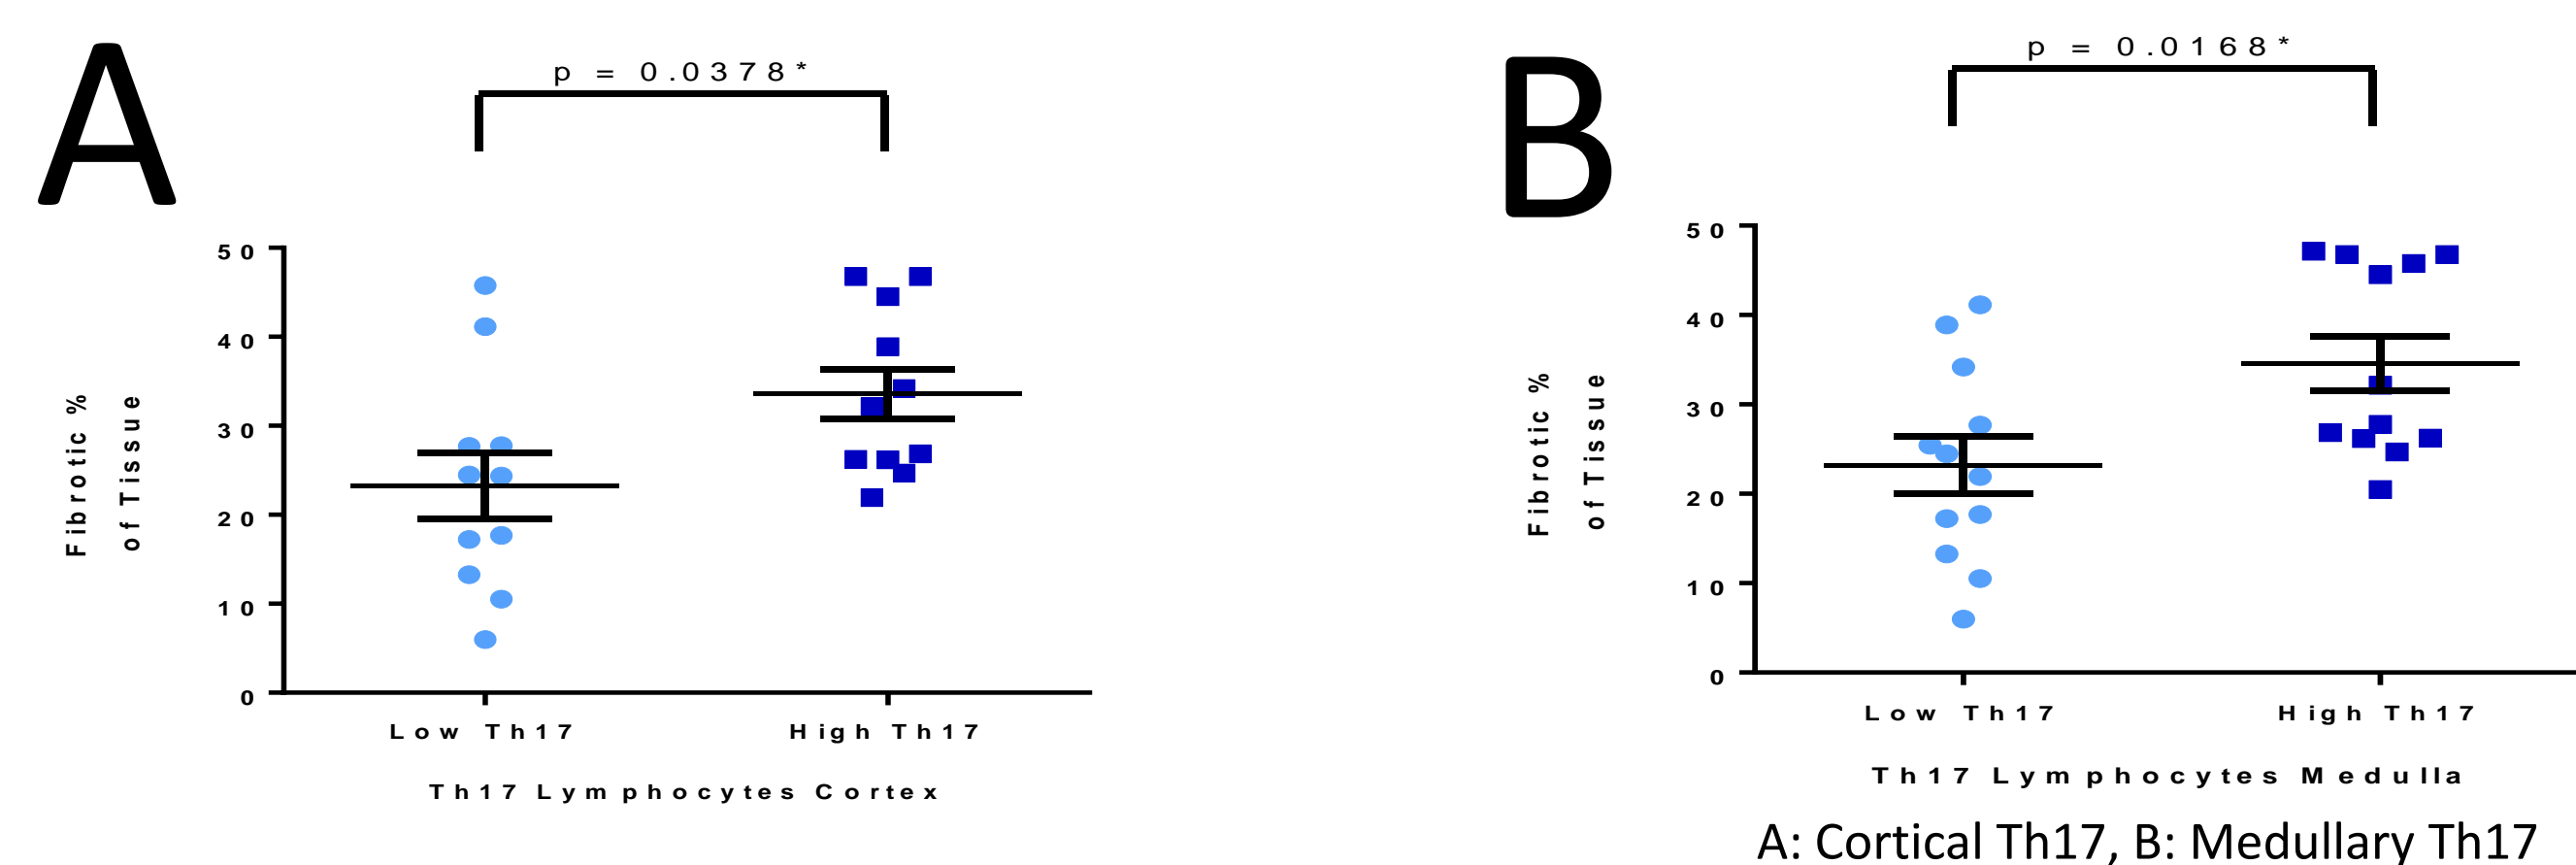 A
p = 0.0378*
50
40
30
20
10
0
Fibrotic %
of Tissue
Low Th17 High Th17
Th17 Lymphocytes Cortex
B
p = 0.0168*
50
40
30
20
10
0
Fibrotic %
of Tissue
Low Th17 High Th17
Th17 Lymphocytes Medulla
A: Cortical Th17, B: Medullary Th17